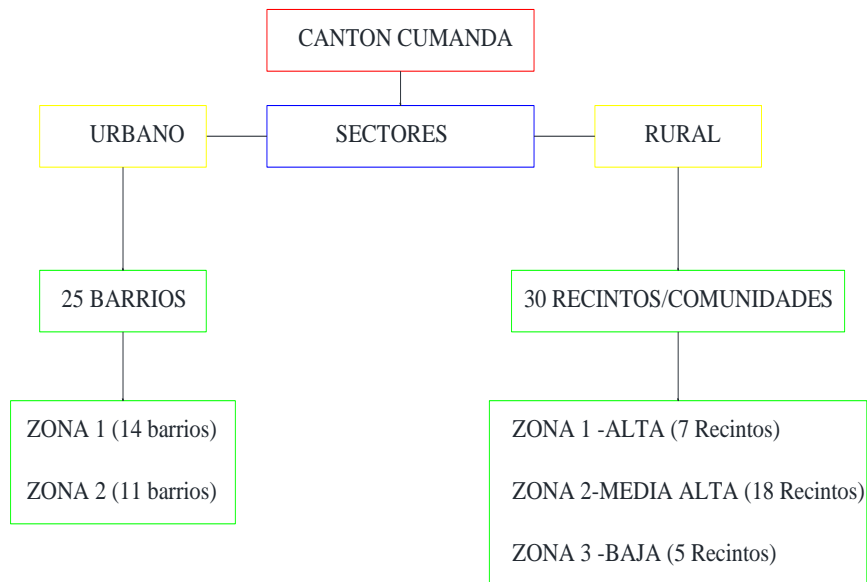 CANTON CUMANDA
URBANO
SECTORES
RURAL
25 BARRIOS
30 RECINTOS/COMUNIDADES
ZONA 1 (14 barrios)
ZONA 2 (11 barrios)
ZONA 1 -ALTA (7 Recintos)
ZONA 2-MEDIA ALTA (18 Recintos)
ZONA 3 -BAJA (5 Recintos)